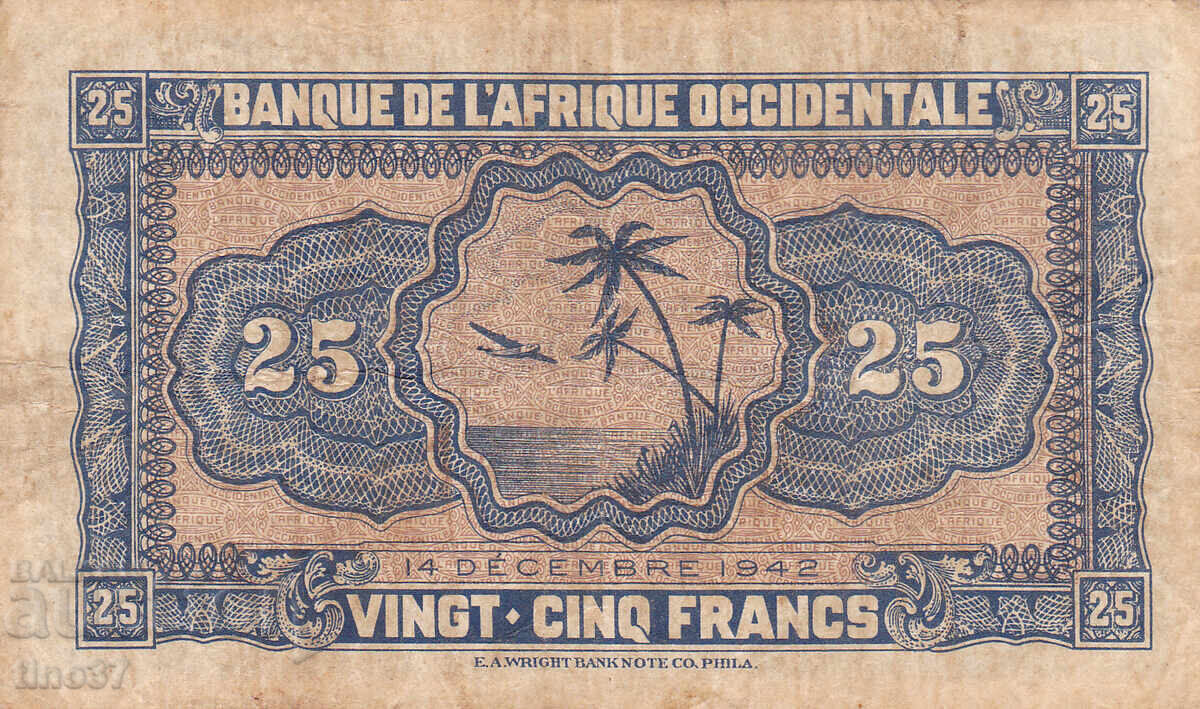 25 BANQUE DE L'AFRIQUE OCCIDENTALE 25
25 25
14 DÉCEMBRE 1942
25 VINGT·CINQ FRANCS 25
E.A.WRIGHT BANK NOTE CO. PHILA.
lino37